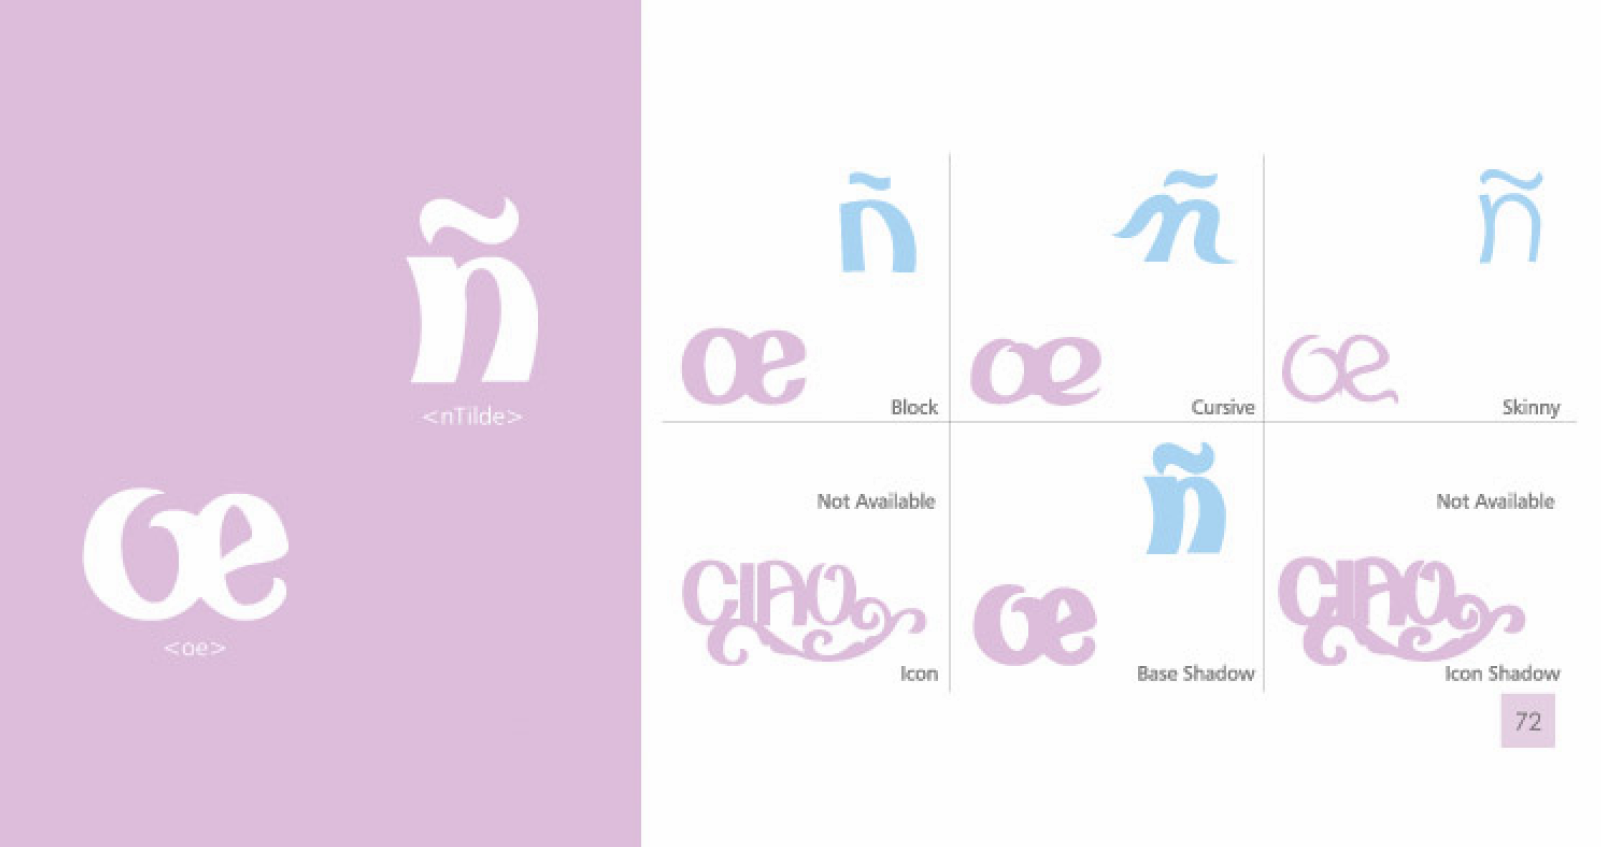 ñ
<nTilde>
œ
<oe>
ñ
œ
Block
ñ
œ
Cursive
ñ
œ
Skinny
Not Available
CIAO
Icon
ñ
œ
Base Shadow
Not Available
CIAO
Icon Shadow
72